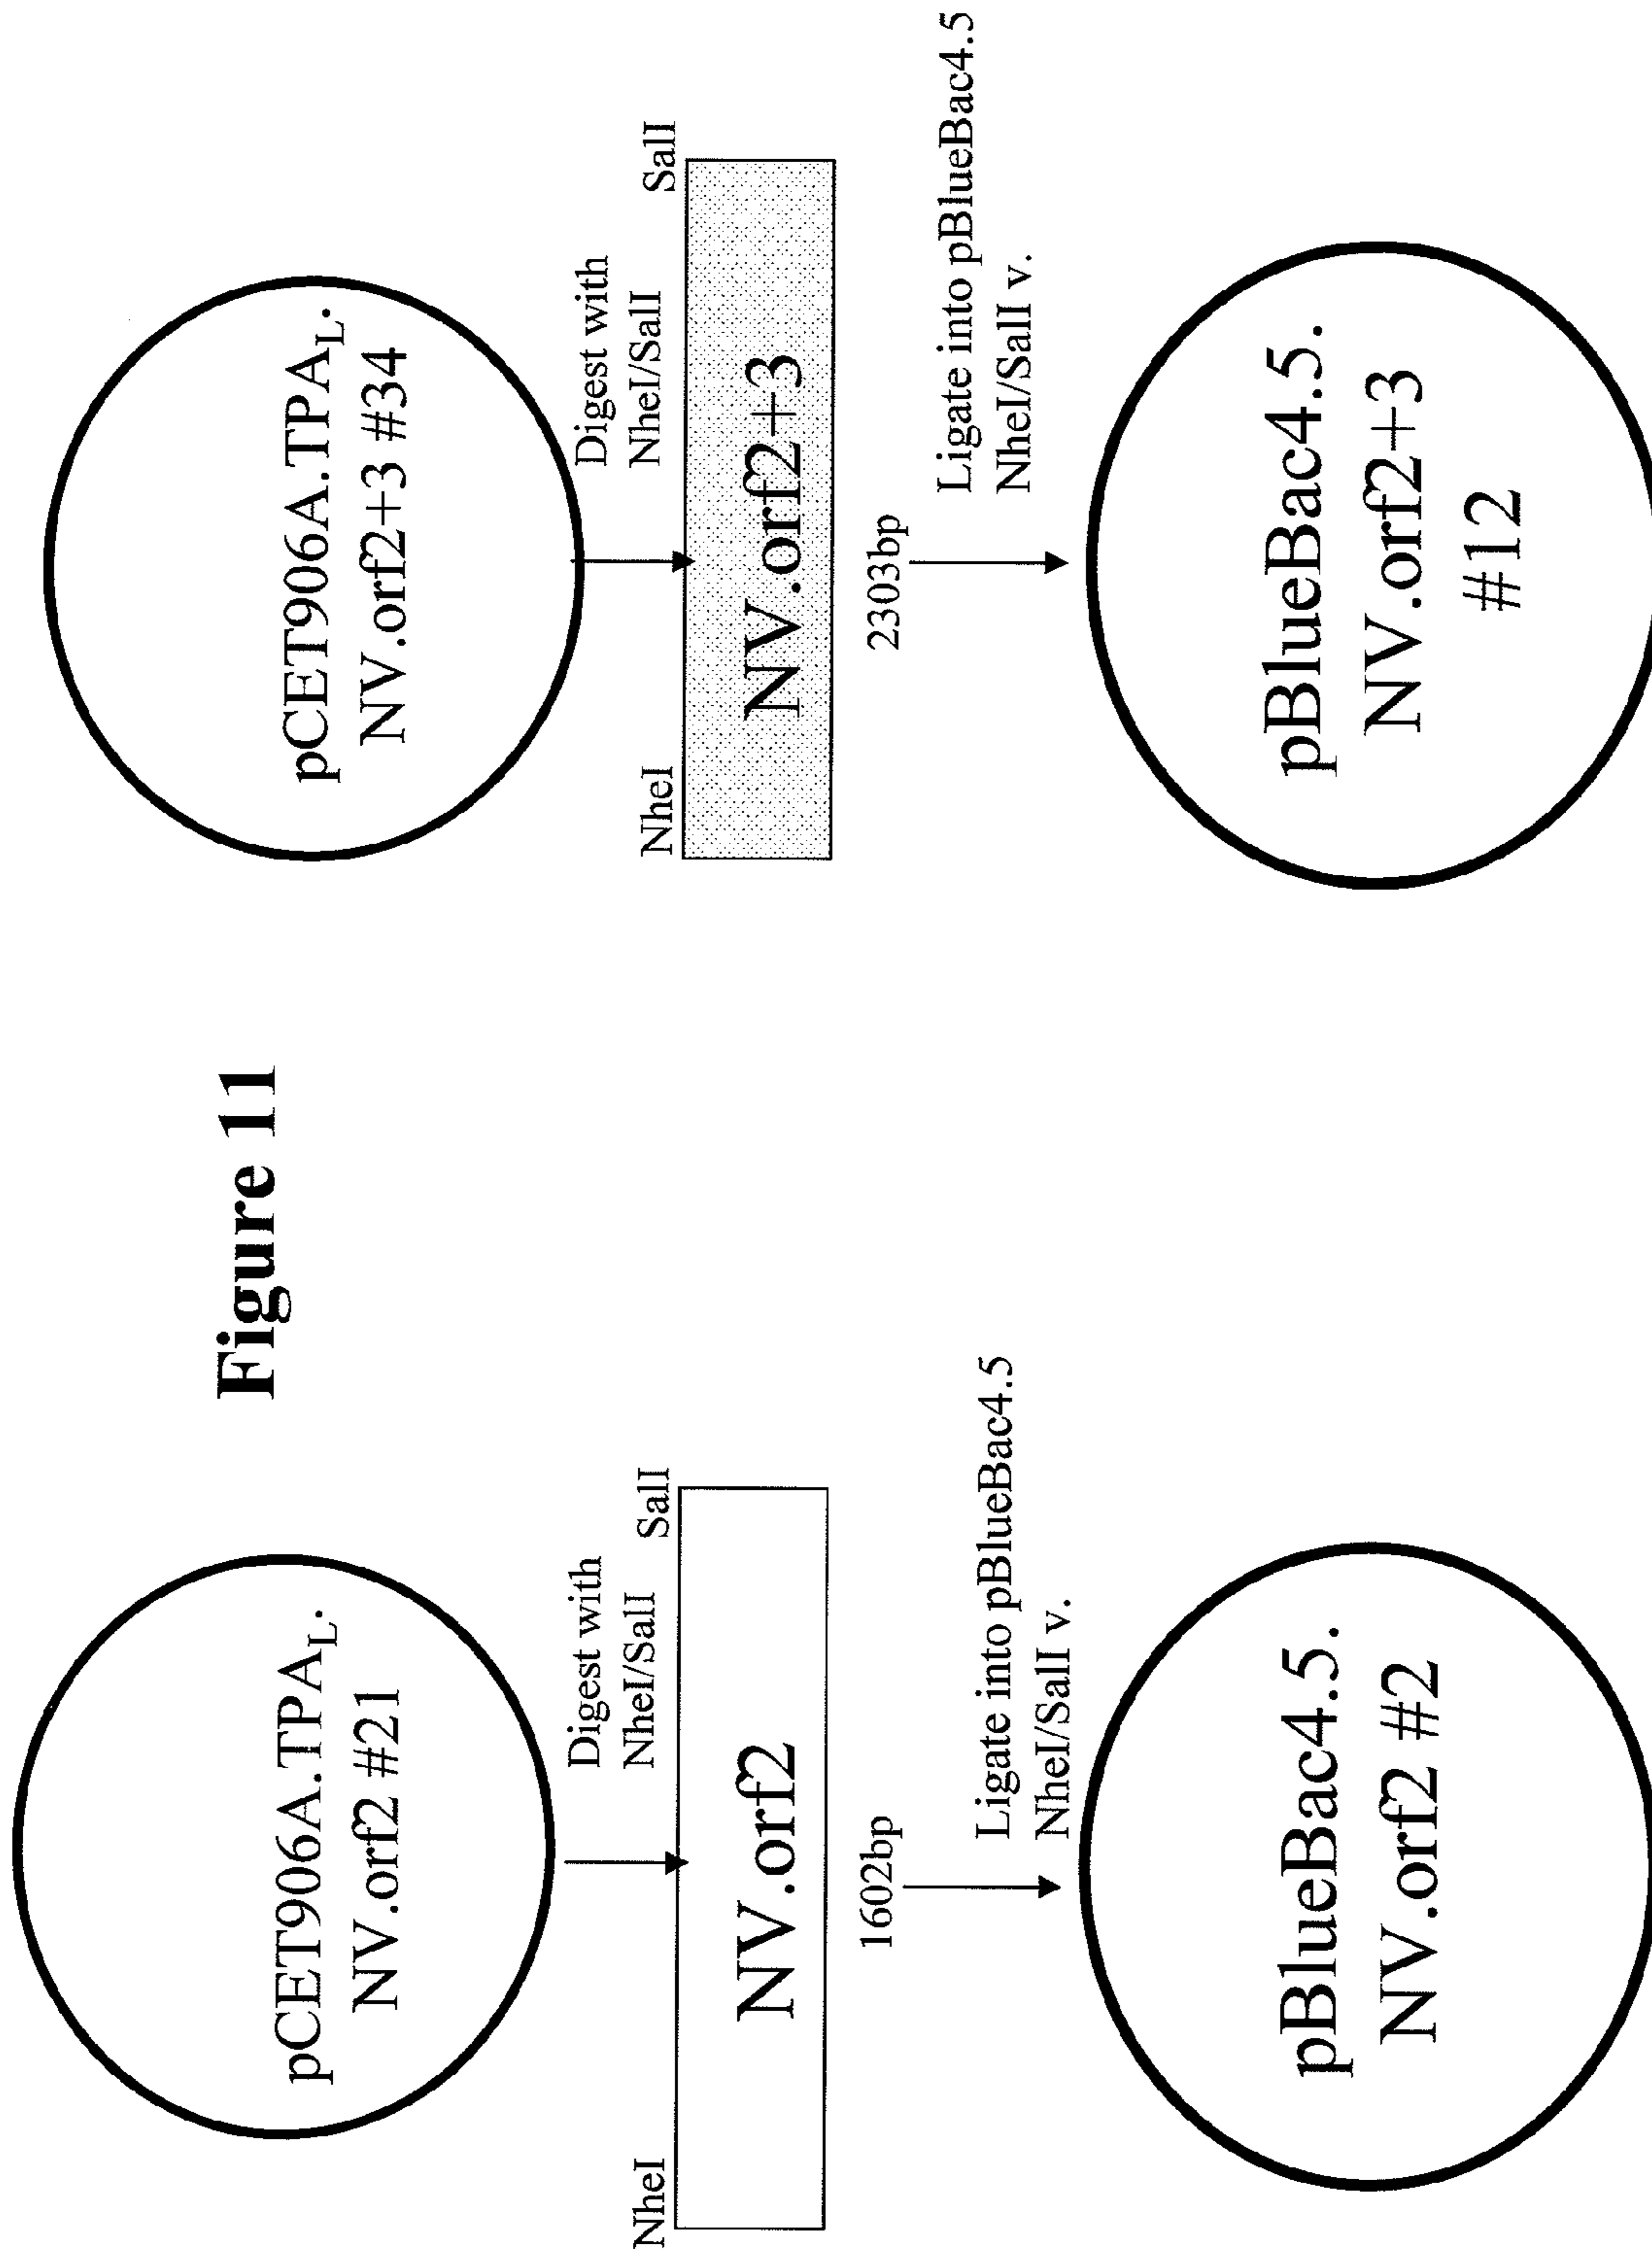 Figure 11
pCET906A.TPAL.
NV.orf2 #21
Digest with
NheI/SalI
NheI
SalI
NV.orf2
1602bp
Ligate into pBlueBac4.5
NheI/SalI v.
pBlueBac4.5.
NV.orf2 #2
pCET906A.TPAL.
NV.orf2+3 #34
Digest with
NheI/SalI
NheI
SalI
NV.orf2+3
2303bp
Ligate into pBlueBac4.5
NheI/SalI v.
pBlueBac4.5.
NV.orf2+3
#12